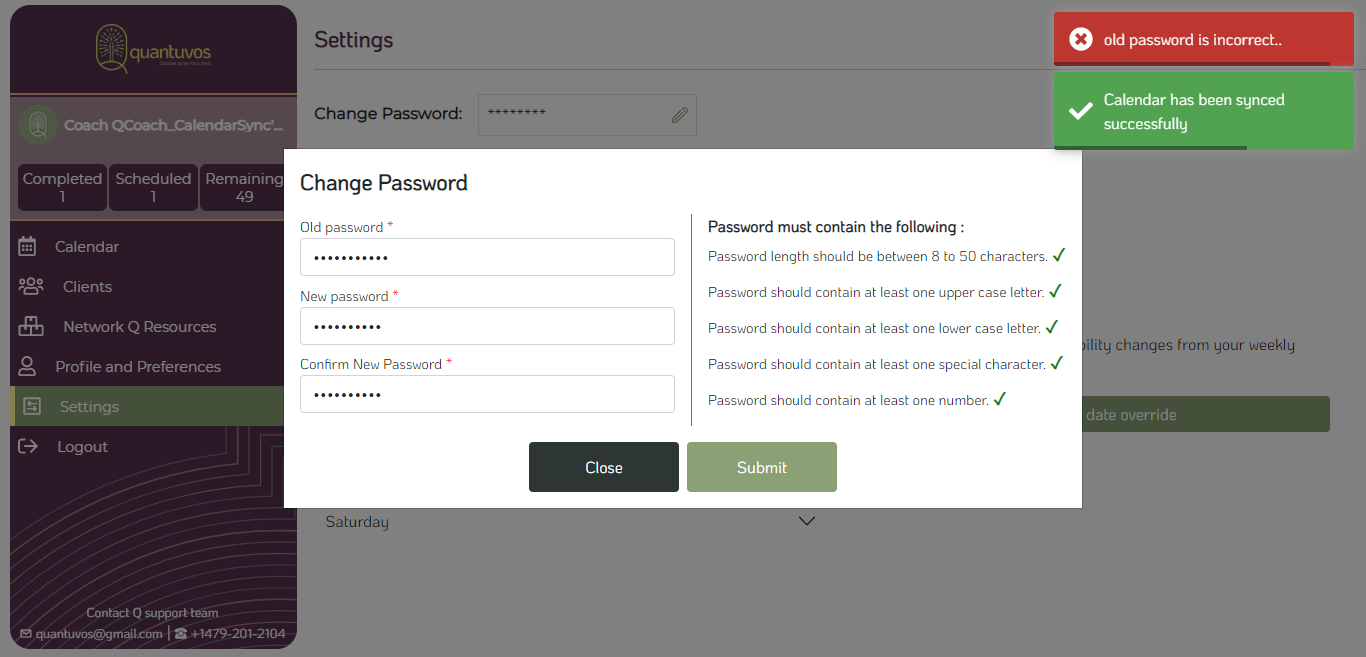 quantuvos
Choose to be Your Best
Coach QCoach_CalendarSync'...
Completed
1
Scheduled
1
Remaining
49
Calendar
Clients
Network Q Resources
Profile and Preferences
Settings
Logout
Contact Q support team
quantuvos@gmail.com | +1479-201-2104
Settings
Change Password: ********
old password is incorrect..
Calendar has been synced
successfully
Change Password
Old password *
•••••••••••
New password *
••••••••••
Confirm New Password *
••••••••••
Password must contain the following :
Password length should be between 8 to 50 characters. ✓
Password should contain at least one upper case letter. ✓
Password should contain at least one lower case letter. ✓
Password should contain at least one special character. ✓
Password should contain at least one number. ✓
Close
Submit
bility changes from your weekly
date override
Saturday